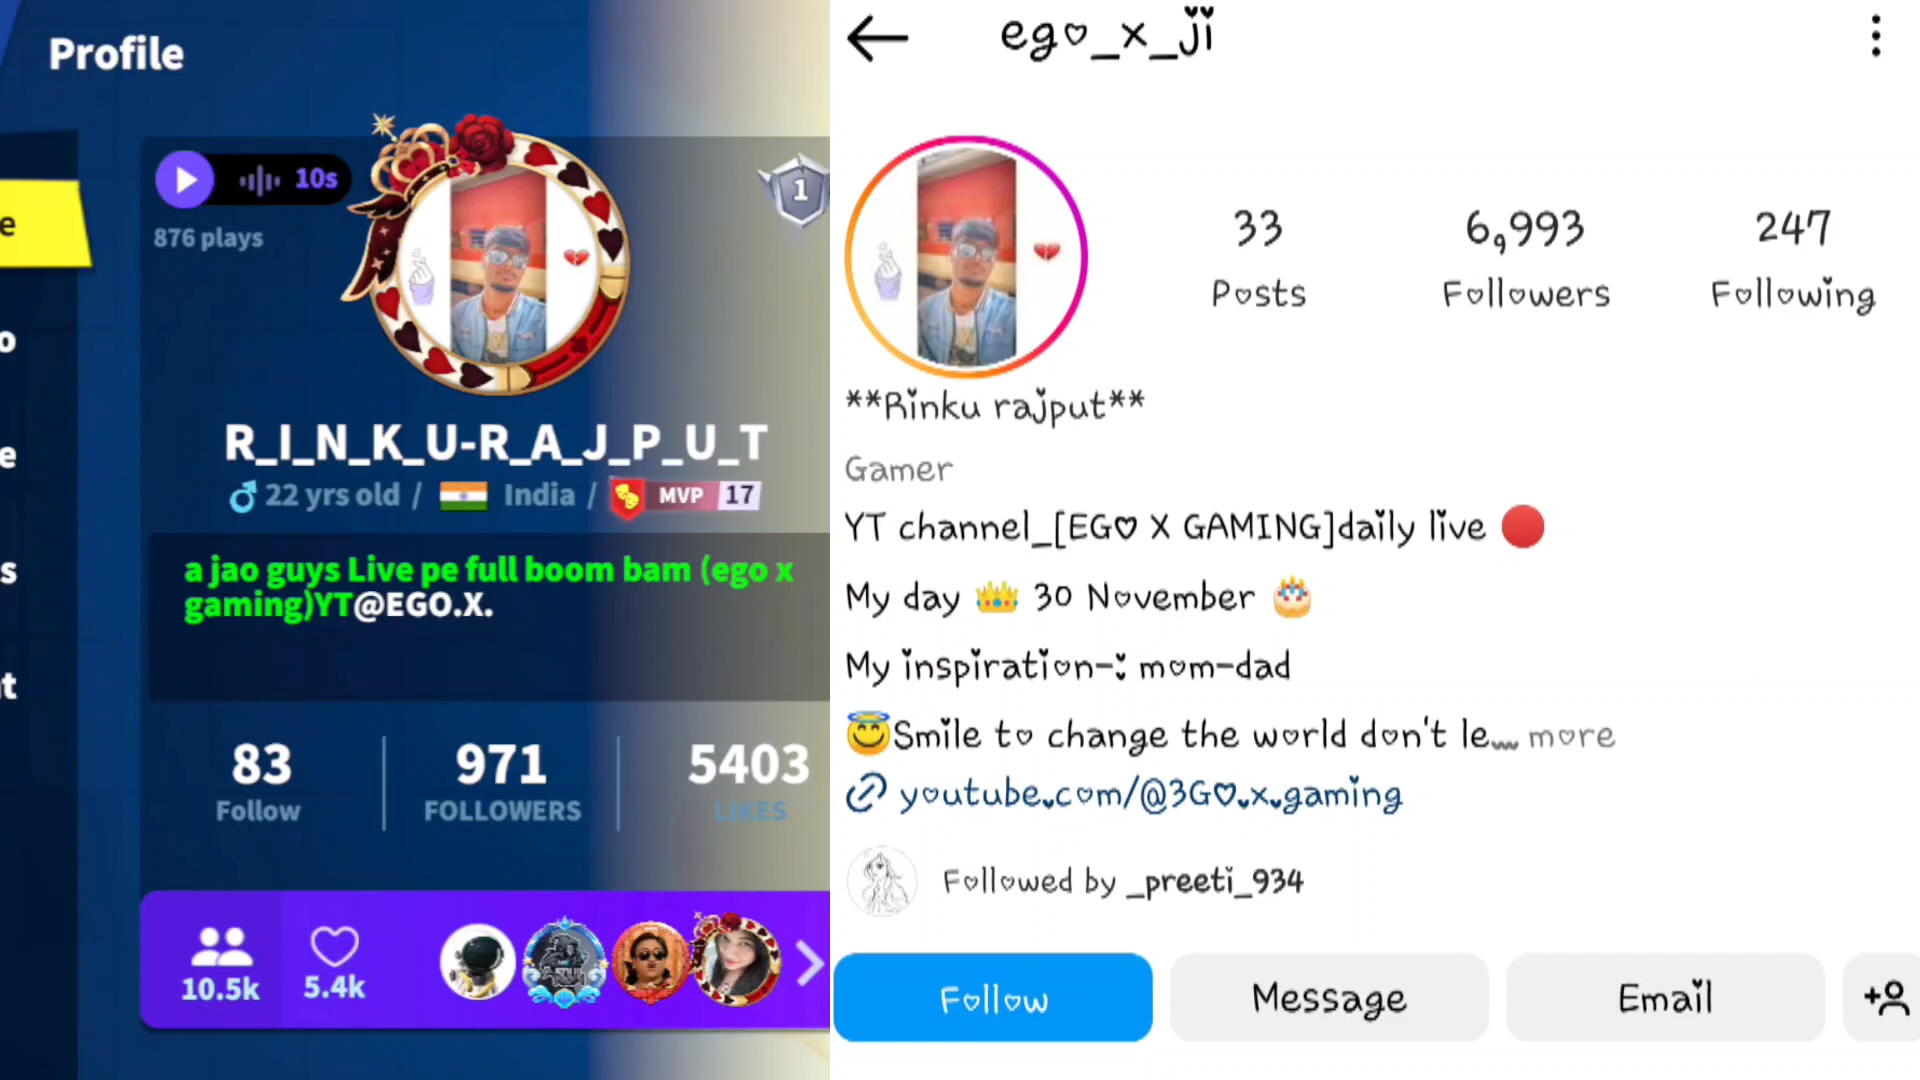 Profile
e
o
e
s
t
10s
876 plays
1
R_I_N_K_U-R_A_J_P_U_T
22 yrs old / India / MVP 17
a jao guys Live pe full boom bam (ego x
gaming)YT@EGO.X.
83
Follow
971
FOLLOWERS
5403
LIKES
10.5k
5.4k
ego_x_ji
33
Posts
6,993
Followers
247
Following
**Rinku rajput**
Gamer
YT channel_[EGO X GAMING]daily live 🔴
My day 👑 30 November 🎂
My inspiration-: mom-dad
😇Smile to change the world don't le... more
youtube.com/@3GO.x.gaming
Followed by _preeti_934
Follow
Message
Email